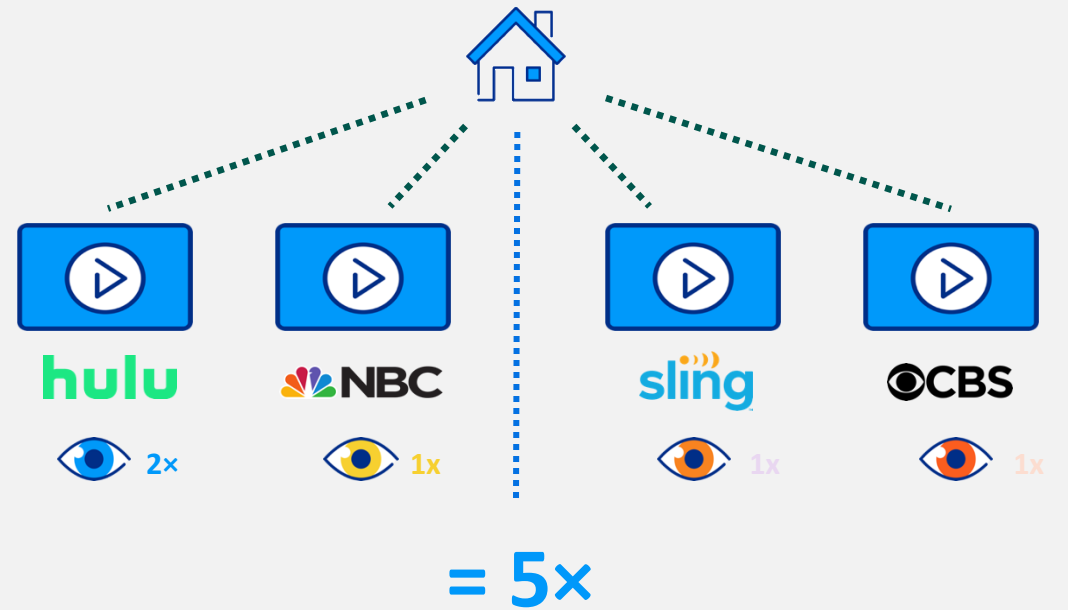 hulu NBC sling CBS
2× 1x 1x 1x
= 5×